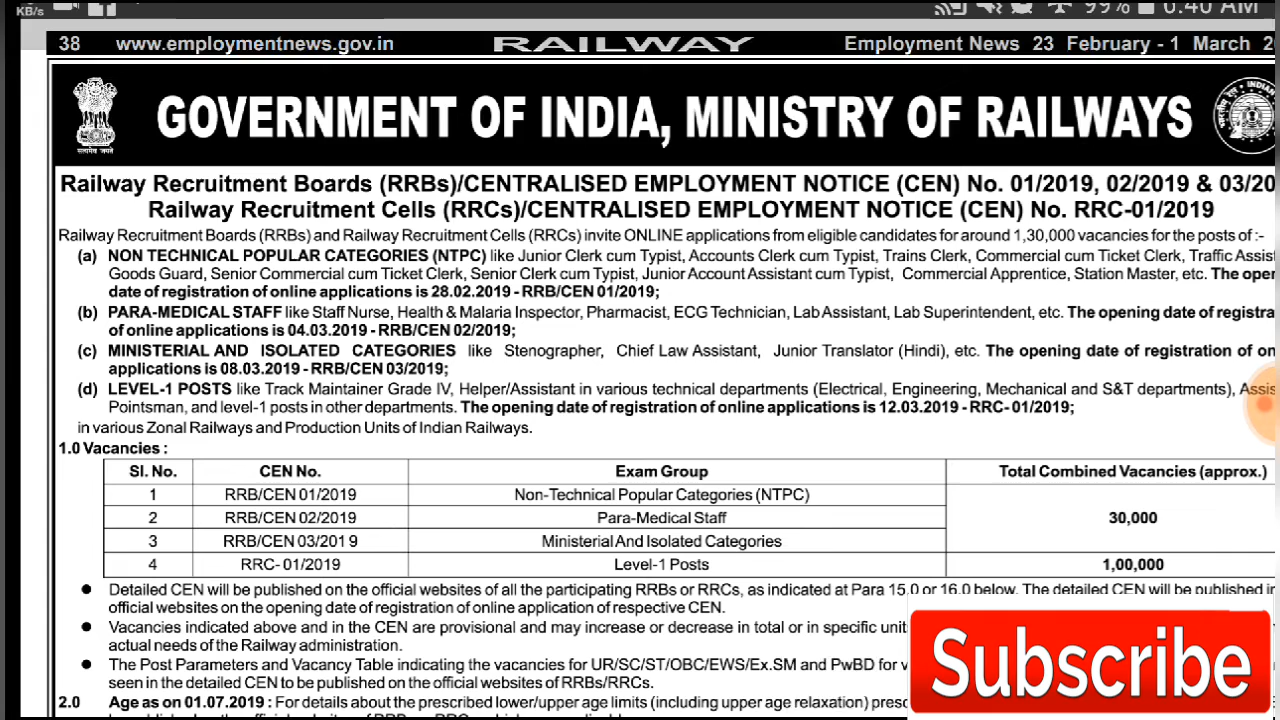 KB/s 99% 6:40 AM
38 www.employmentnews.gov.in RAILWAY Employment News 23 February - 1 March
GOVERNMENT OF INDIA, MINISTRY OF RAILWAYS
सत्यमेव जयते
Railway Recruitment Boards (RRBs)/CENTRALISED EMPLOYMENT NOTICE (CEN) No. 01/2019, 02/2019 & 03/20
Railway Recruitment Cells (RRCs)/CENTRALISED EMPLOYMENT NOTICE (CEN) No. RRC-01/2019
Railway Recruitment Boards (RRBs) and Railway Recruitment Cells (RRCs) invite ONLINE applications from eligible candidates for around 1,30,000 vacancies for the posts of :-
(a) NON TECHNICAL POPULAR CATEGORIES (NTPC) like Junior Clerk cum Typist, Accounts Clerk cum Typist, Trains Clerk, Commercial cum Ticket Clerk, Traffic Assis
Goods Guard, Senior Commercial cum Ticket Clerk, Senior Clerk cum Typist, Junior Account Assistant cum Typist, Commercial Apprentice, Station Master, etc. The open
date of registration of online applications is 28.02.2019 - RRB/CEN 01/2019;
(b) PARA-MEDICAL STAFF like Staff Nurse, Health & Malaria Inspector, Pharmacist, ECG Technician, Lab Assistant, Lab Superintendent, etc. The opening date of registra
of online applications is 04.03.2019 - RRB/CEN 02/2019;
(c) MINISTERIAL AND ISOLATED CATEGORIES like Stenographer, Chief Law Assistant, Junior Translator (Hindi), etc. The opening date of registration of on
applications is 08.03.2019 - RRB/CEN 03/2019;
(d) LEVEL-1 POSTS like Track Maintainer Grade IV, Helper/Assistant in various technical departments (Electrical, Engineering, Mechanical and S&T departments), Assis
Pointsman, and level-1 posts in other departments. The opening date of registration of online applications is 12.03.2019 - RRC- 01/2019;
in various Zonal Railways and Production Units of Indian Railways.
1.0 Vacancies :
Sl. No. CEN No. Exam Group Total Combined Vacancies (approx.)
1 RRB/CEN 01/2019 Non-Technical Popular Categories (NTPC)
2 RRB/CEN 02/2019 Para-Medical Staff 30,000
3 RRB/CEN 03/2019 Ministerial And Isolated Categories
4 RRC- 01/2019 Level-1 Posts 1,00,000
● Detailed CEN will be published on the official websites of all the participating RRBs or RRCs, as indicated at Para 15.0 or 16.0 below. The detailed CEN will be published in
official websites on the opening date of registration of online application of respective CEN.
● Vacancies indicated above and in the CEN are provisional and may increase or decrease in total or in specific unit
actual needs of the Railway administration.
● The Post Parameters and Vacancy Table indicating the vacancies for UR/SC/ST/OBC/EWS/Ex.SM and PwBD for v
seen in the detailed CEN to be published on the official websites of RRBs/RRCs.
2.0 Age as on 01.07.2019 : For details about the prescribed lower/upper age limits (including upper age relaxation) presc
Subscribe